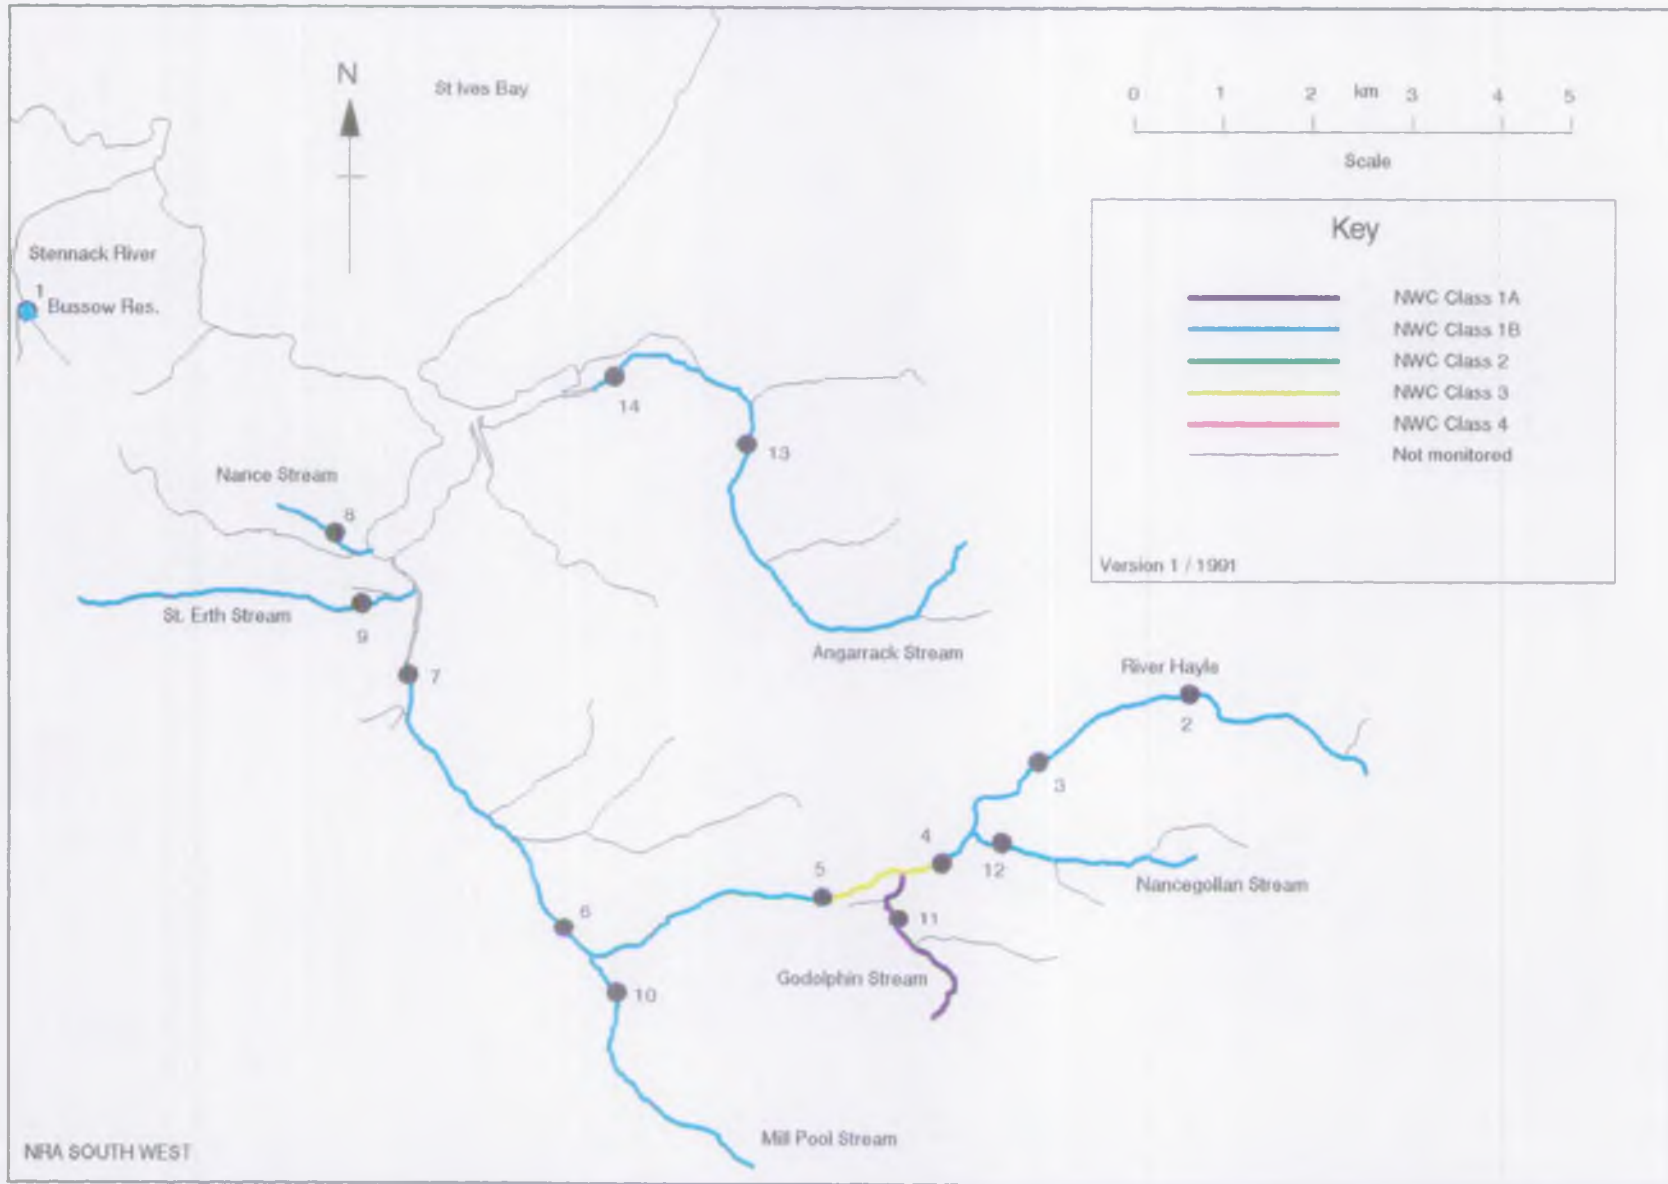 N
St Ives Bay
0 1 2 km 3 4 5
Scale
Key
NWC Class 1A
NWC Class 1B
NWC Class 2
NWC Class 3
NWC Class 4
Not monitored
Version 1 / 1991
Stennack River
1
Bussow Res.
14
13
Nance Stream
8
St. Erth Stream
9
7
Angarrack Stream
River Hayle
2
3
4
12
Nancegollan Stream
5
11
6
Godolphin Stream
10
Mill Pool Stream
NRA SOUTH WEST